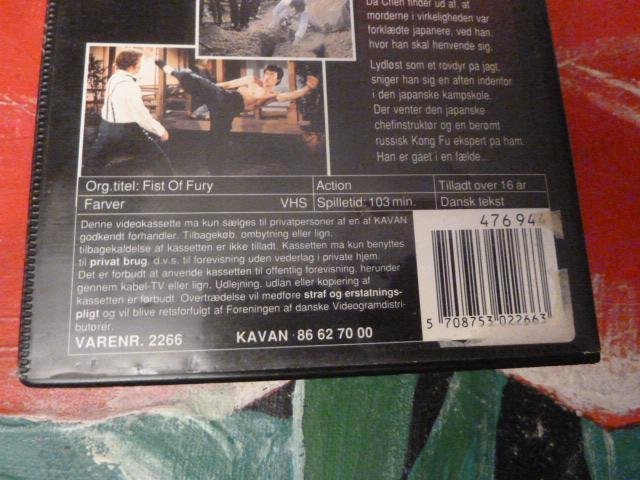 Da Chen finder ud af, at
morderne i virkeligheden var
forklædte japanere, ved han,
hvor han skal henvende sig.
Lydløst som et rovdyr på jagt,
sniger han sig en aften indenfor
i den japanske kampskole.
Der venter den japanske
chefinstruktør og en berømt
russisk Kong Fu ekspert på ham.
Han er gået i en fælde...
Org.titel: Fist Of Fury Action Tilladt over 16 år
Farver VHS Spilletid: 103 min. Dansk tekst
Denne videokassette må kun sælges til privatpersoner af en af KAVAN
godkendt forhandler. Tilbagekøb, ombytning eller lign.
tilbagekaldelse af kassetten er ikke tilladt. Kassetten må kun benyttes
til privat brug, d.v.s. til forevisning uden vederlag i private hjem.
Det er forbudt at anvende kassetten til offentlig forevisning, herunder
gennem kabel-TV eller lign. Udlejning, udlån eller kopiering af
kassetten er forbudt. Overtrædelse vil medføre straf og erstatnings-
pligt og vil blive retsforfulgt af Foreningen af danske Videogramdistri-
butører.
VARENR. 2266 KAVAN · 86 62 70 00
47694
5 708753 022663